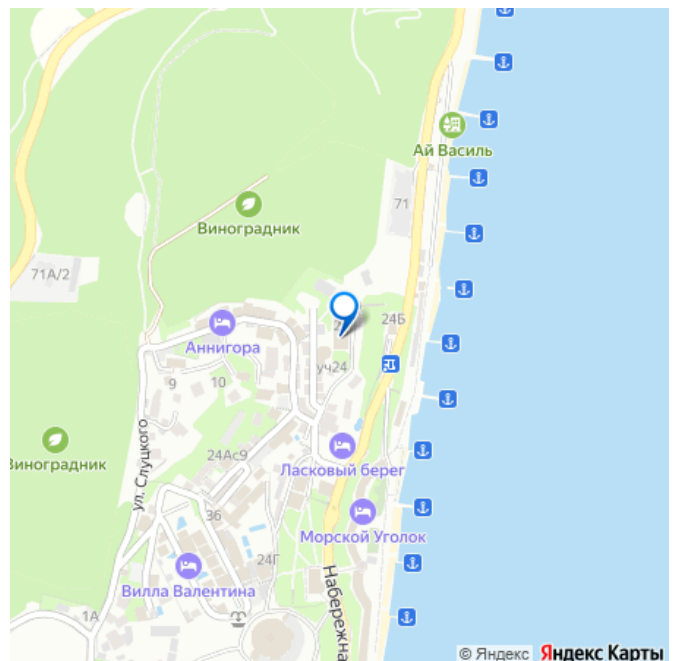 Ай Василь
71
Виноградник
71А/2
24Б
Аннигора
уч24
9
10
ул. Слуцкого
Виноградник
24Ас9
Ласковый берег
36
Морской Уголок
24Г
Вилла Валентина
1А
Набережна
© Яндекс Яндекс Карты